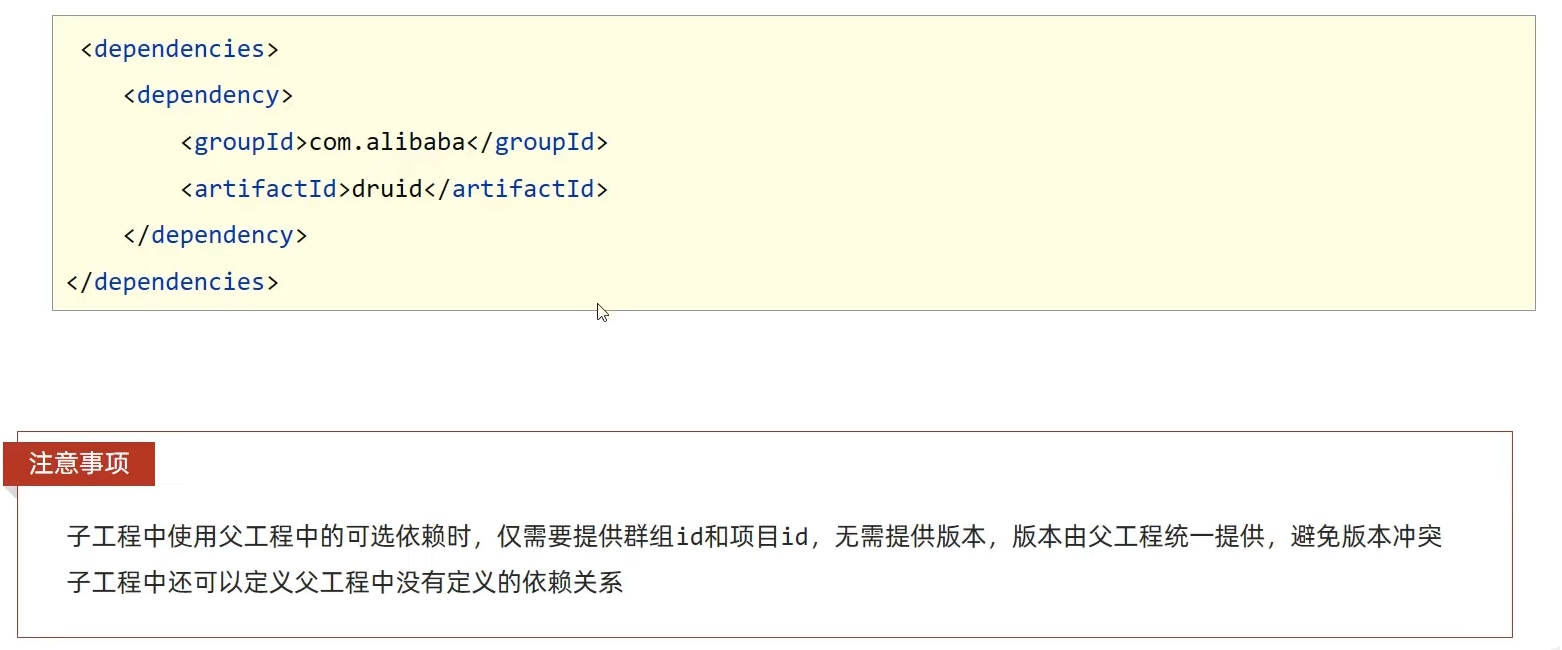 <dependencies>
<dependency>
<groupId>com.alibaba</groupId>
<artifactId>druid</artifactId>
</dependency>
</dependencies>
注意事项
子工程中使用父工程中的可选依赖时，仅需要提供群组id和项目id，无需提供版本，版本由父工程统一提供，避免版本冲突
子工程中还可以定义父工程中没有定义的依赖关系